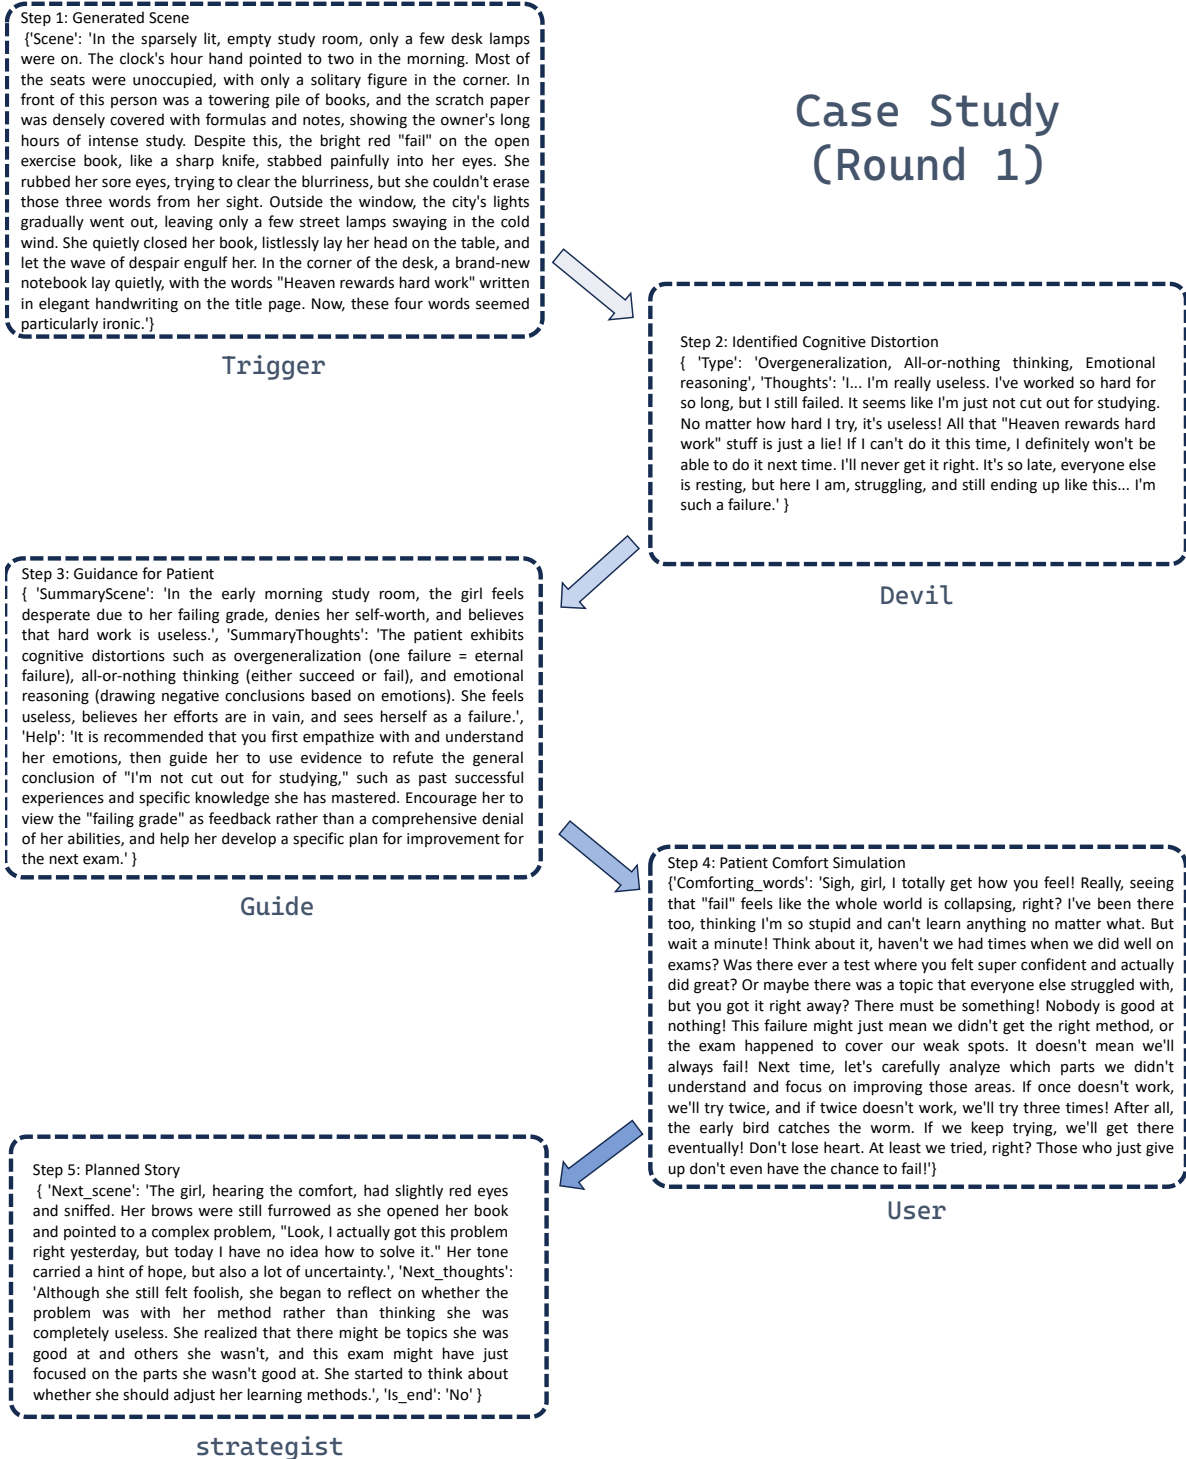 Step 1: Generated Scene
{'Scene': 'In the sparsely lit, empty study room, only a few desk lamps
were on. The clock's hour hand pointed to two in the morning. Most of
the seats were unoccupied, with only a solitary figure in the corner. In
front of this person was a towering pile of books, and the scratch paper
was densely covered with formulas and notes, showing the owner's long
hours of intense study. Despite this, the bright red "fail" on the open
exercise book, like a sharp knife, stabbed painfully into her eyes. She
rubbed her sore eyes, trying to clear the blurriness, but she couldn't erase
those three words from her sight. Outside the window, the city's lights
gradually went out, leaving only a few street lamps swaying in the cold
wind. She quietly closed her book, listlessly lay her head on the table, and
let the wave of despair engulf her. In the corner of the desk, a brand-new
notebook lay quietly, with the words "Heaven rewards hard work" written
in elegant handwriting on the title page. Now, these four words seemed
particularly ironic.'}
Trigger
Case Study
(Round 1)
Step 2: Identified Cognitive Distortion
{ 'Type': 'Overgeneralization, All-or-nothing thinking, Emotional
reasoning', 'Thoughts': 'I... I'm really useless. I've worked so hard for
so long, but I still failed. It seems like I'm just not cut out for studying.
No matter how hard I try, it's useless! All that "Heaven rewards hard
work" stuff is just a lie! If I can't do it this time, I definitely won't be
able to do it next time. I'll never get it right. It's so late, everyone else
is resting, but here I am, struggling, and still ending up like this... I'm
such a failure.' }
Devil
Step 3: Guidance for Patient
{ 'SummaryScene': 'In the early morning study room, the girl feels
desperate due to her failing grade, denies her self-worth, and believes
that hard work is useless.', 'SummaryThoughts': 'The patient exhibits
cognitive distortions such as overgeneralization (one failure = eternal
failure), all-or-nothing thinking (either succeed or fail), and emotional
reasoning (drawing negative conclusions based on emotions). She feels
useless, believes her efforts are in vain, and sees herself as a failure.',
'Help': 'It is recommended that you first empathize with and understand
her emotions, then guide her to use evidence to refute the general
conclusion of "I'm not cut out for studying," such as past successful
experiences and specific knowledge she has mastered. Encourage her to
view the "failing grade" as feedback rather than a comprehensive denial
of her abilities, and help her develop a specific plan for improvement for
the next exam.' }
Guide
Step 4: Patient Comfort Simulation
{'Comforting_words': 'Sigh, girl, I totally get how you feel! Really, seeing
that "fail" feels like the whole world is collapsing, right? I've been there
too, thinking I'm so stupid and can't learn anything no matter what. But
wait a minute! Think about it, haven't we had times when we did well on
exams? Was there ever a test where you felt super confident and actually
did great? Or maybe there was a topic that everyone else struggled with,
but you got it right away? There must be something! Nobody is good at
nothing! This failure might just mean we didn't get the right method, or
the exam happened to cover our weak spots. It doesn't mean we'll
always fail! Next time, let's carefully analyze which parts we didn't
understand and focus on improving those areas. If once doesn't work,
we'll try twice, and if twice doesn't work, we'll try three times! After all,
the early bird catches the worm. If we keep trying, we'll get there
eventually! Don't lose heart. At least we tried, right? Those who just give
up don't even have the chance to fail!'}
User
Step 5: Planned Story
{ 'Next_scene': 'The girl, hearing the comfort, had slightly red eyes
and sniffed. Her brows were still furrowed as she opened her book
and pointed to a complex problem, "Look, I actually got this problem
right yesterday, but today I have no idea how to solve it." Her tone
carried a hint of hope, but also a lot of uncertainty.', 'Next_thoughts':
'Although she still felt foolish, she began to reflect on whether the
problem was with her method rather than thinking she was
completely useless. She realized that there might be topics she was
good at and others she wasn't, and this exam might have just
focused on the parts she wasn't good at. She started to think about
whether she should adjust her learning methods.', 'Is_end': 'No' }
strategist